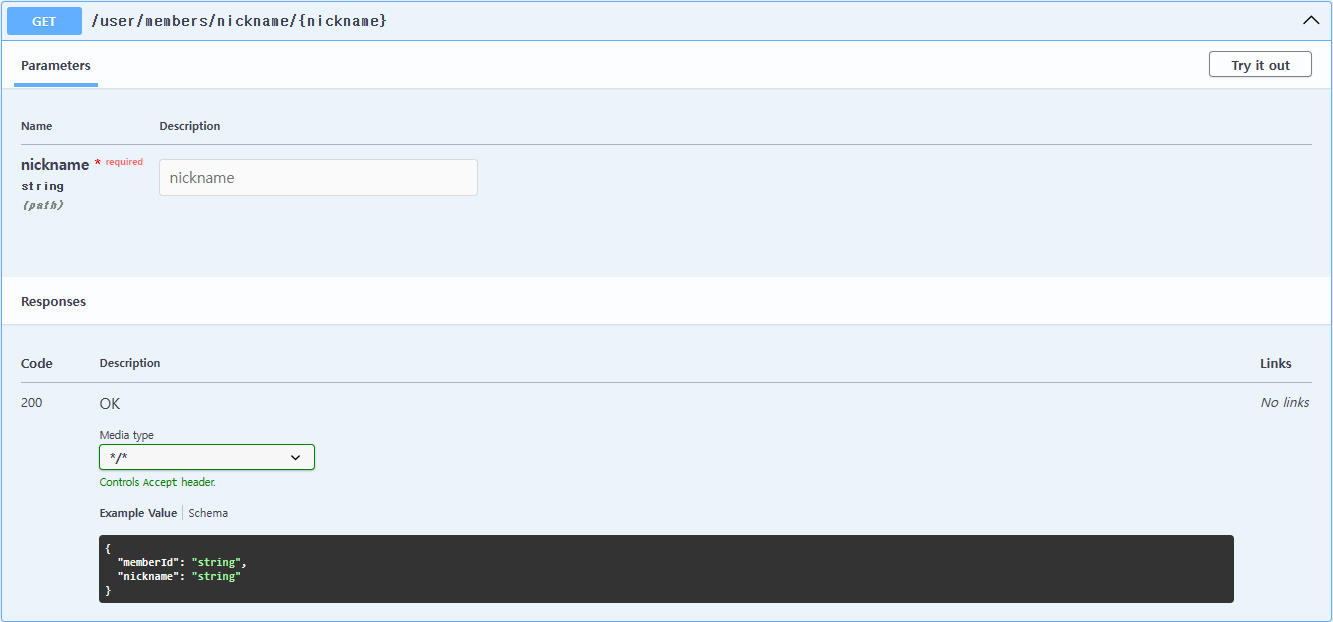 GET /user/members/nickname/{nickname}
Parameters
Try it out
Name Description
nickname * required
string
(path)
nickname
Responses
Code Description Links
200 OK No links
Media type
*/*
Controls Accept header.
Example Value Schema
{
"memberId": "string",
"nickname": "string"
}